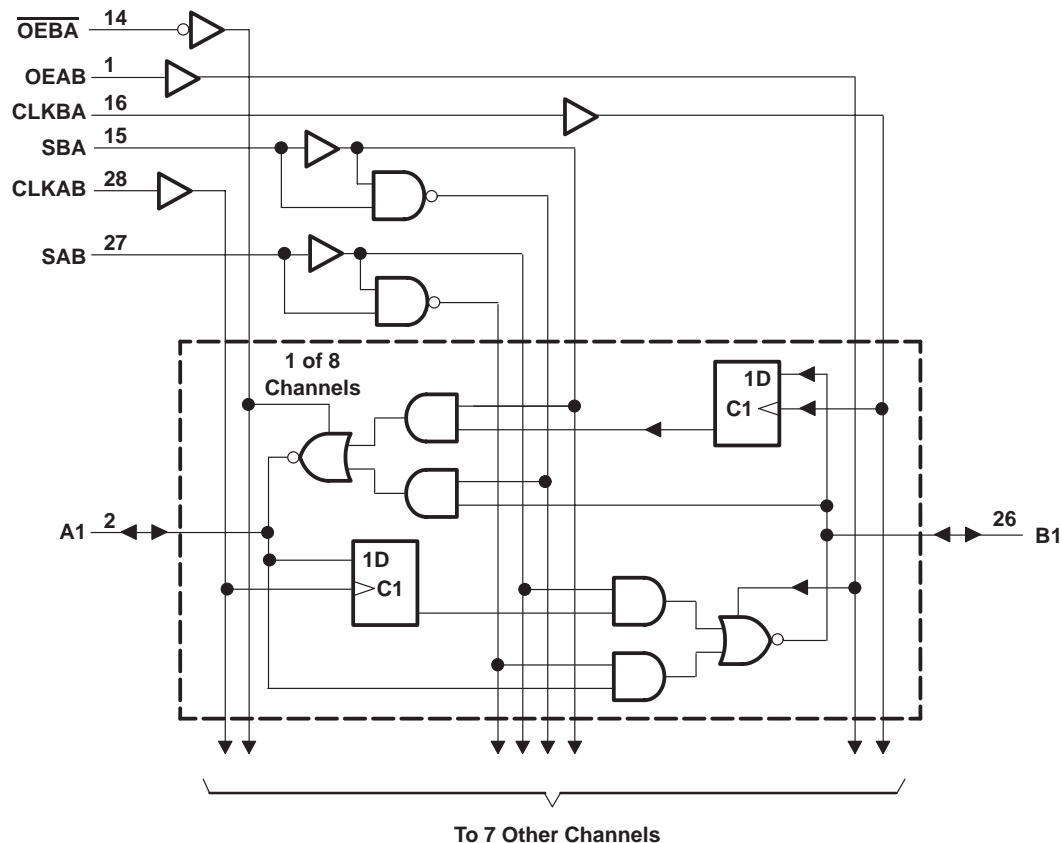 OEBA 14
OEAB 1
CLKBA 16
SBA 15
CLKAB 28
SAB 27
1 of 8
Channels
1D
C1
A1 2
26 B1
1D
C1
To 7 Other Channels